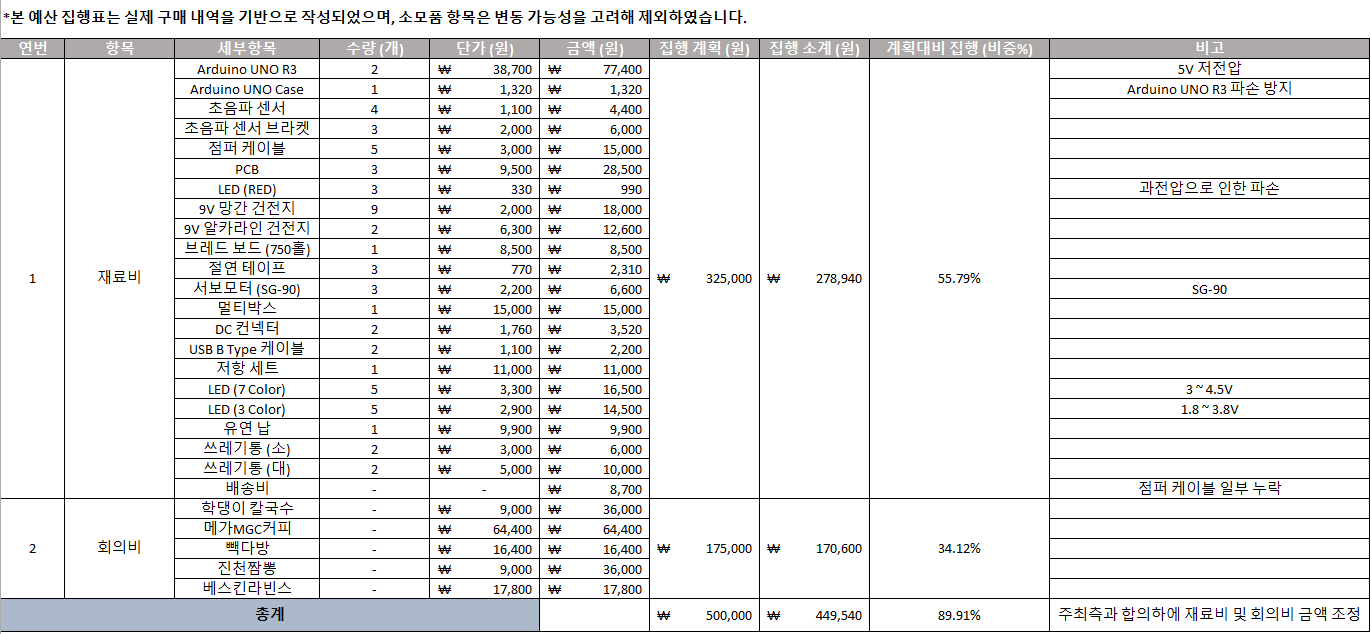 *본 예산 집행표는 실제 구매 내역을 기반으로 작성되었으며, 소모품 항목은 변동 가능성을 고려해 제외하였습니다.
연번 항목 세부항목 수량 (개) 단가 (원) 금액 (원) 집행 계획 (원) 집행 소계 (원) 계획대비 집행 (비중%) 비고
Arduino UNO R3 2 ₩ 38,700 ₩ 77,400 5V 저전압
Arduino UNO Case 1 ₩ 1,320 ₩ 1,320 Arduino UNO R3 파손 방지
초음파 센서 4 ₩ 1,100 ₩ 4,400
초음파 센서 브라켓 3 ₩ 2,000 ₩ 6,000
점퍼 케이블 5 ₩ 3,000 ₩ 15,000
PCB 3 ₩ 9,500 ₩ 28,500
LED (RED) 3 ₩ 330 ₩ 990 과전압으로 인한 파손
9V 망간 건전지 9 ₩ 2,000 ₩ 18,000
9V 알카라인 건전지 2 ₩ 6,300 ₩ 12,600
브레드 보드 (750홀) 1 ₩ 8,500 ₩ 8,500
절연 테이프 3 ₩ 770 ₩ 2,310
1 재료비 ₩ 325,000 ₩ 278,940 55.79%
서보모터 (SG-90) 3 ₩ 2,200 ₩ 6,600 SG-90
멀티박스 1 ₩ 15,000 ₩ 15,000
DC 컨넥터 2 ₩ 1,760 ₩ 3,520
USB B Type 케이블 2 ₩ 1,100 ₩ 2,200
저항 세트 1 ₩ 11,000 ₩ 11,000
LED (7 Color) 5 ₩ 3,300 ₩ 16,500 3 ~ 4.5V
LED (3 Color) 5 ₩ 2,900 ₩ 14,500 1.8 ~ 3.8V
유연 납 1 ₩ 9,900 ₩ 9,900
쓰레기통 (소) 2 ₩ 3,000 ₩ 6,000
쓰레기통 (대) 2 ₩ 5,000 ₩ 10,000
배송비 - - ₩ 8,700 점퍼 케이블 일부 누락
학댕이 칼국수 - ₩ 9,000 ₩ 36,000
메가MGC커피 - ₩ 64,400 ₩ 64,400
2 회의비 빽다방 - ₩ 16,400 ₩ 16,400 ₩ 175,000 ₩ 170,600 34.12%
진천짬뽕 - ₩ 9,000 ₩ 36,000
베스킨라빈스 - ₩ 17,800 ₩ 17,800
총계 ₩ 500,000 ₩ 449,540 89.91% 주최측과 합의하에 재료비 및 회의비 금액 조정